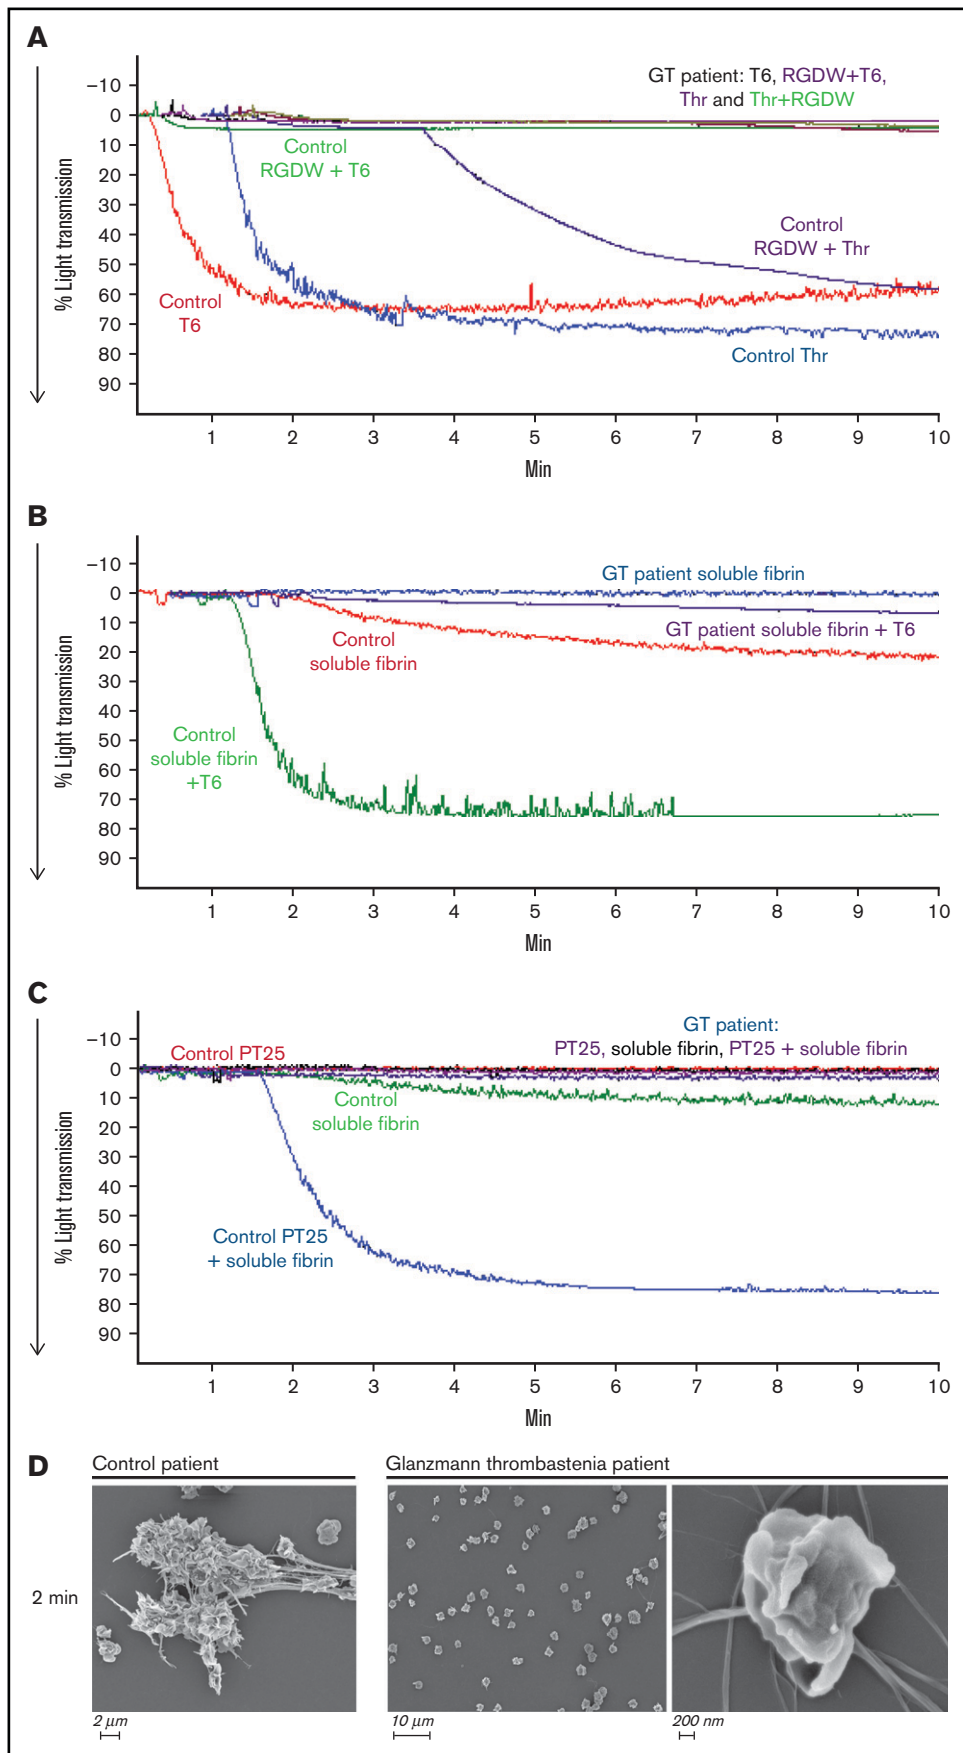 A
GT patient: T6, RGDW+T6,
Thr and Thr+RGDW
% Light transmission
−10
0
10
20
30
40
50
60
70
80
90
Control
RGDW + T6
Control
RGDW + Thr
Control
T6
Control Thr
1 2 3 4 5 6 7 8 9 10
Min
B
% Light transmission
−10
0
10
20
30
40
50
60
70
80
90
GT patient soluble fibrin
GT patient soluble fibrin + T6
Control
soluble fibrin
Control
soluble fibrin
+T6
1 2 3 4 5 6 7 8 9 10
Min
C
% Light transmission
−10
0
10
20
30
40
50
60
70
80
90
GT patient:
PT25, soluble fibrin, PT25 + soluble fibrin
Control PT25
Control
soluble fibrin
Control PT25
+ soluble fibrin
1 2 3 4 5 6 7 8 9 10
Min
D
Control patient
Glanzmann thrombastenia patient
2 min
2 μm
10 μm
200 nm